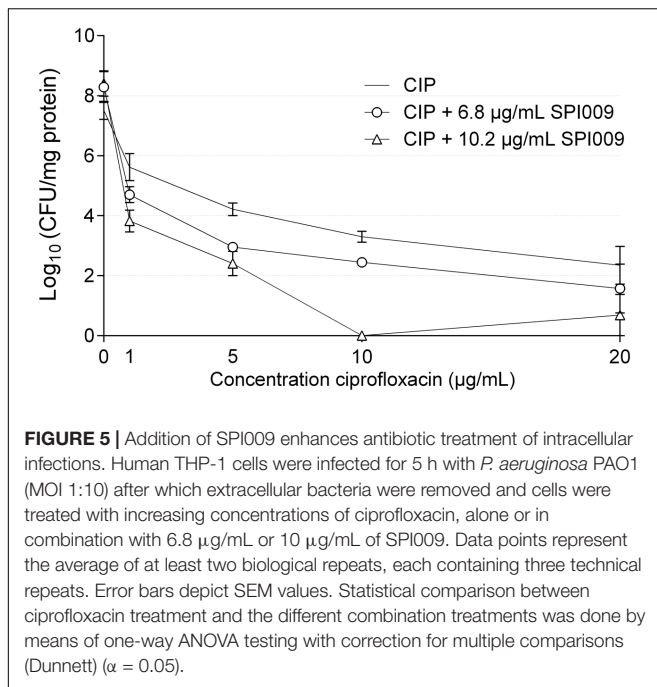 10
8
6
4
2
0
Log₁₀ (CFU/mg protein)
CIP
CIP + 6.8 µg/mL SPI009
CIP + 10.2 µg/mL SPI009
0 1 5 10 20
Concentration ciprofloxacin (µg/mL)
FIGURE 5 | Addition of SPI009 enhances antibiotic treatment of intracellular
infections. Human THP-1 cells were infected for 5 h with P. aeruginosa PAO1
(MOI 1:10) after which extracellular bacteria were removed and cells were
treated with increasing concentrations of ciprofloxacin, alone or in
combination with 6.8 µg/mL or 10 µg/mL of SPI009. Data points represent
the average of at least two biological repeats, each containing three technical
repeats. Error bars depict SEM values. Statistical comparison between
ciprofloxacin treatment and the different combination treatments was done by
means of one-way ANOVA testing with correction for multiple comparisons
(Dunnett) (α = 0.05).